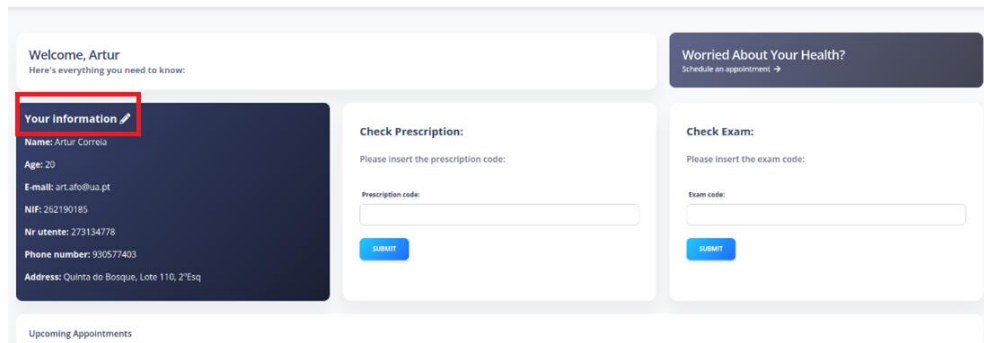 Welcome, Artur
Here's everything you need to know:
Worried About Your Health?
Schedule an appointment →
Your information
Name: Artur Correia
Age: 20
E-mail: art.afo@ua.pt
NIF: 262190185
Nr utente: 273134778
Phone number: 930577403
Address: Quinta do Bosque, Lote 110, 2ºEsq
Check Prescription:
Please insert the prescription code:
Prescription code:
SUBMIT
Check Exam:
Please insert the exam code:
Exam code:
SUBMIT
Upcoming Appointments